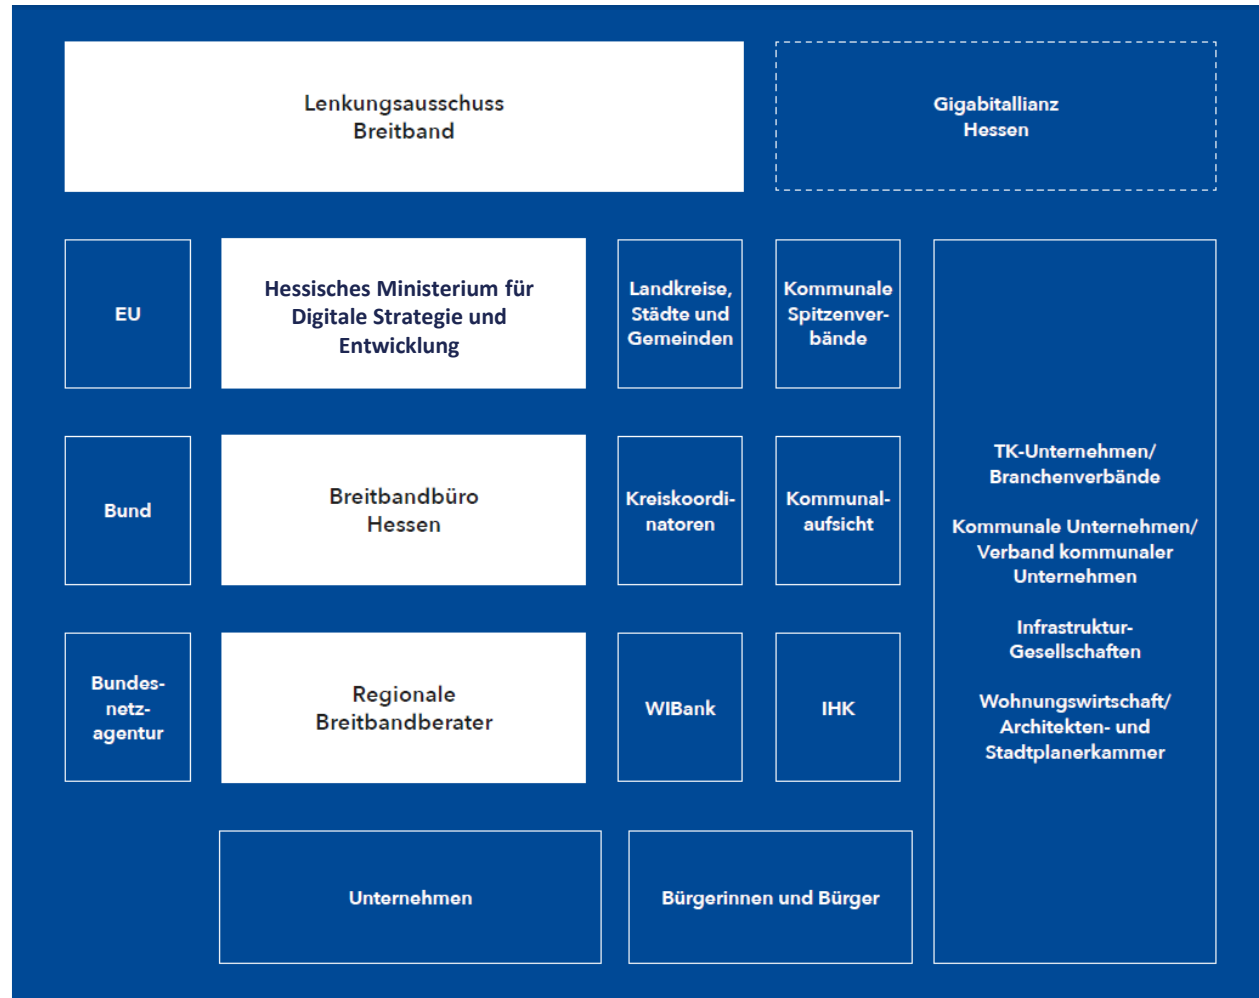 Lenkungsausschuss
Breitband
Gigabitallianz
Hessen
EU
Hessisches Ministerium für
Digitale Strategie und
Entwicklung
Landkreise,
Städte und
Gemeinden
Kommunale
Spitzenver-
bände
Bund
Breitbandbüro
Hessen
Kreiskoordi-
natoren
Kommunal-
aufsicht
TK-Unternehmen/
Branchenverbände
Kommunale Unternehmen/
Verband kommunaler
Unternehmen
Infrastruktur-
Gesellschaften
Wohnungswirtschaft/
Architekten- und
Stadtplanerkammer
Bundes-
netz-
agentur
Regionale
Breitbandberater
WIBank
IHK
Unternehmen
Bürgerinnen und Bürger